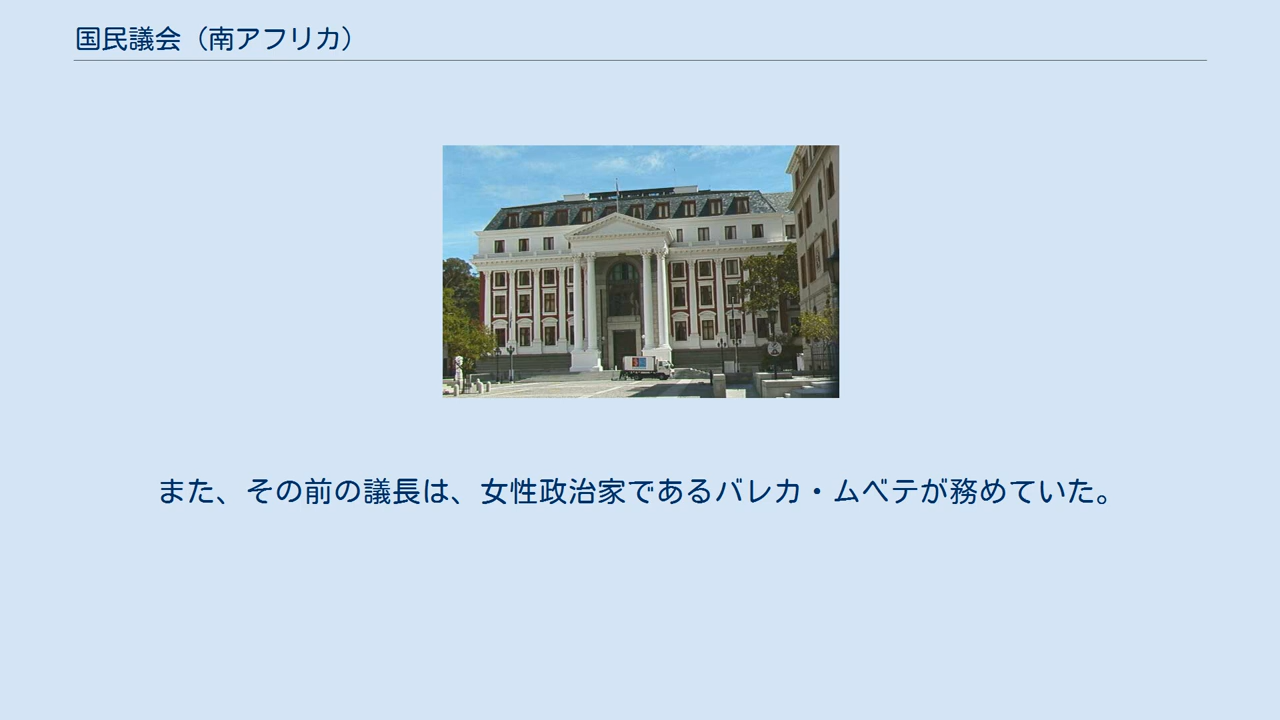 国民議会（南アフリカ）
また、その前の議長は、女性政治家であるバレカ・ムベテが務めていた。